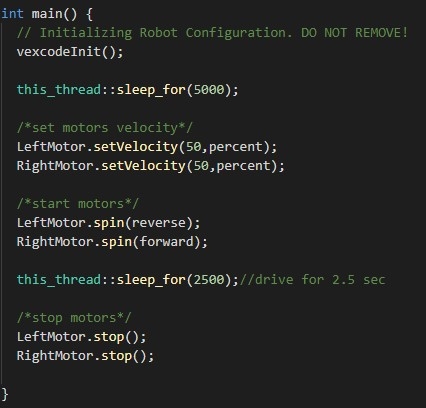 int main() {
// Initializing Robot Configuration. DO NOT REMOVE!
vexcodeInit();
this_thread::sleep_for(5000);
/*set motors velocity*/
LeftMotor.setVelocity(50,percent);
RightMotor.setVelocity(50,percent);
/*start motors*/
LeftMotor.spin(reverse);
RightMotor.spin(forward);
this_thread::sleep_for(2500);//drive for 2.5 sec
/*stop motors*/
LeftMotor.stop();
RightMotor.stop();
}